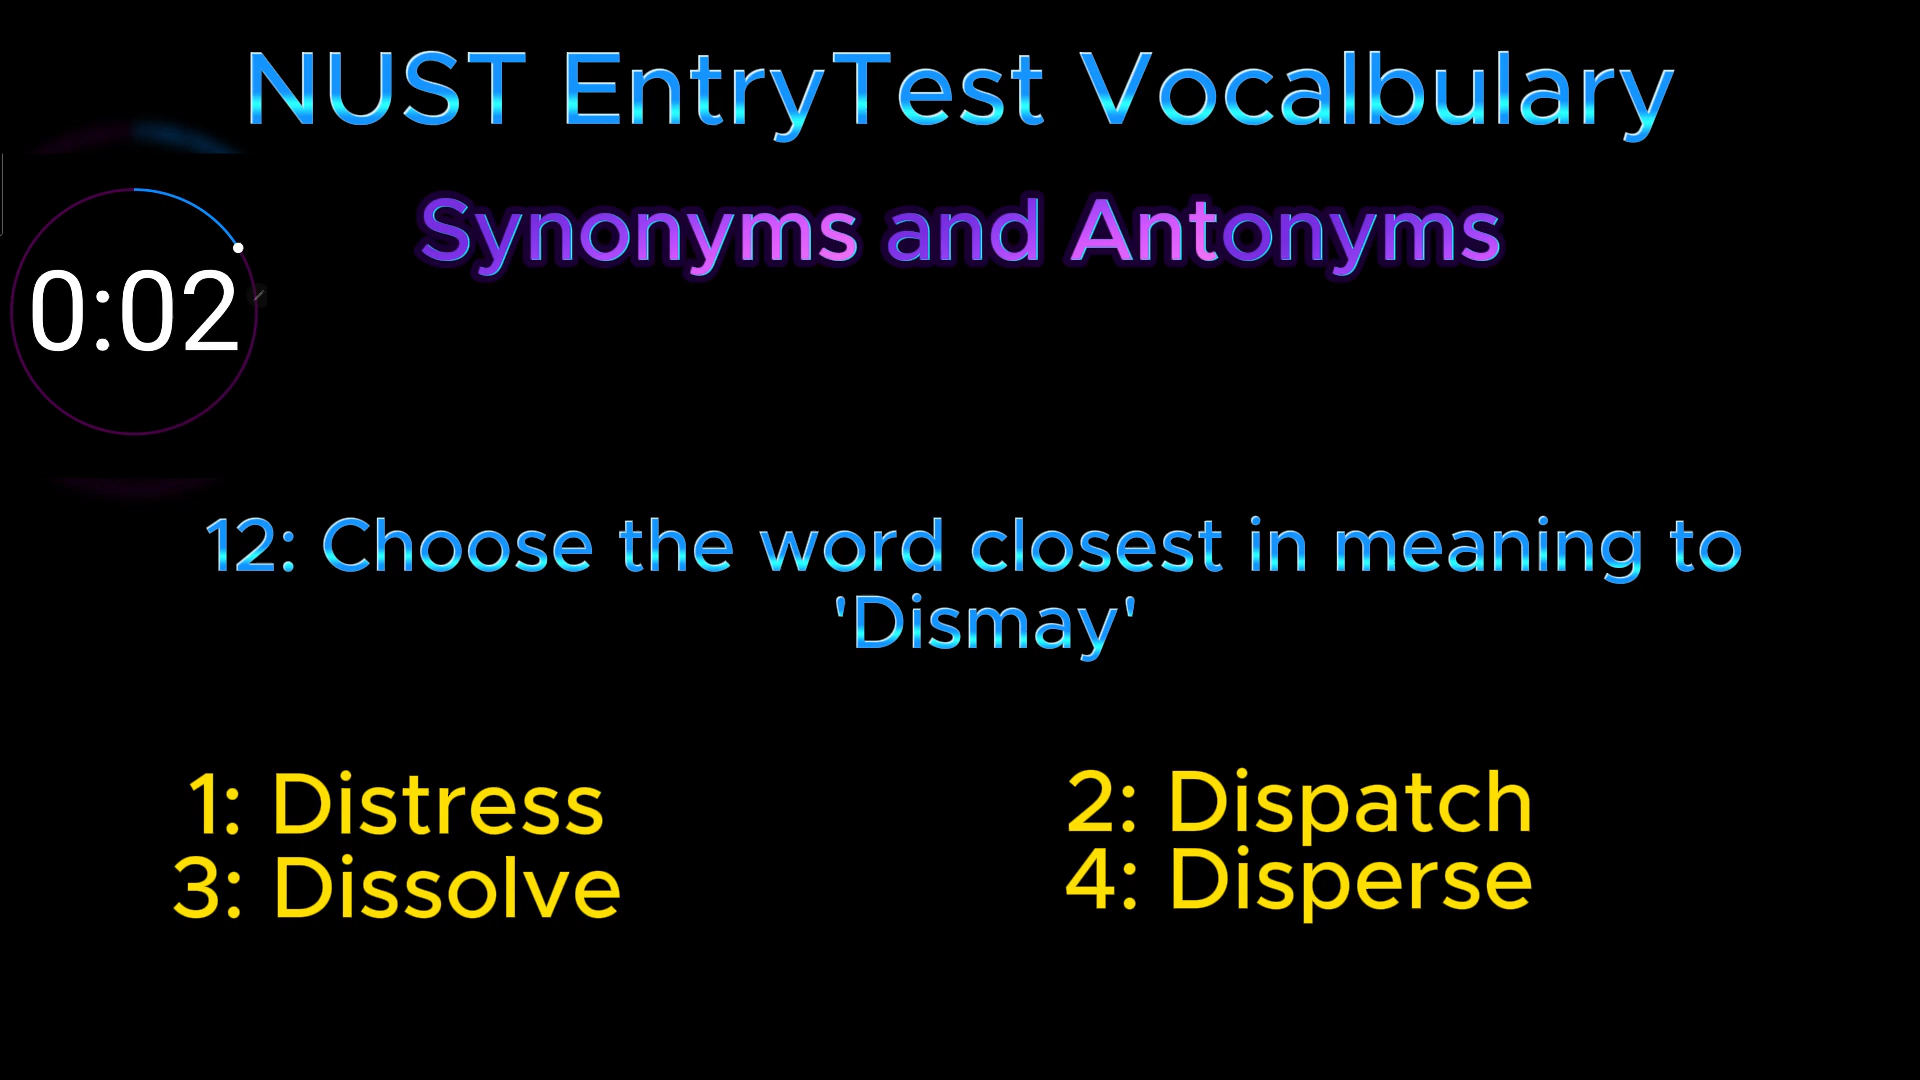 NUST EntryTest Vocalbulary
Synonyms and Antonyms
0:02
12: Choose the word closest in meaning to
'Dismay'
1: Distress
2: Dispatch
3: Dissolve
4: Disperse